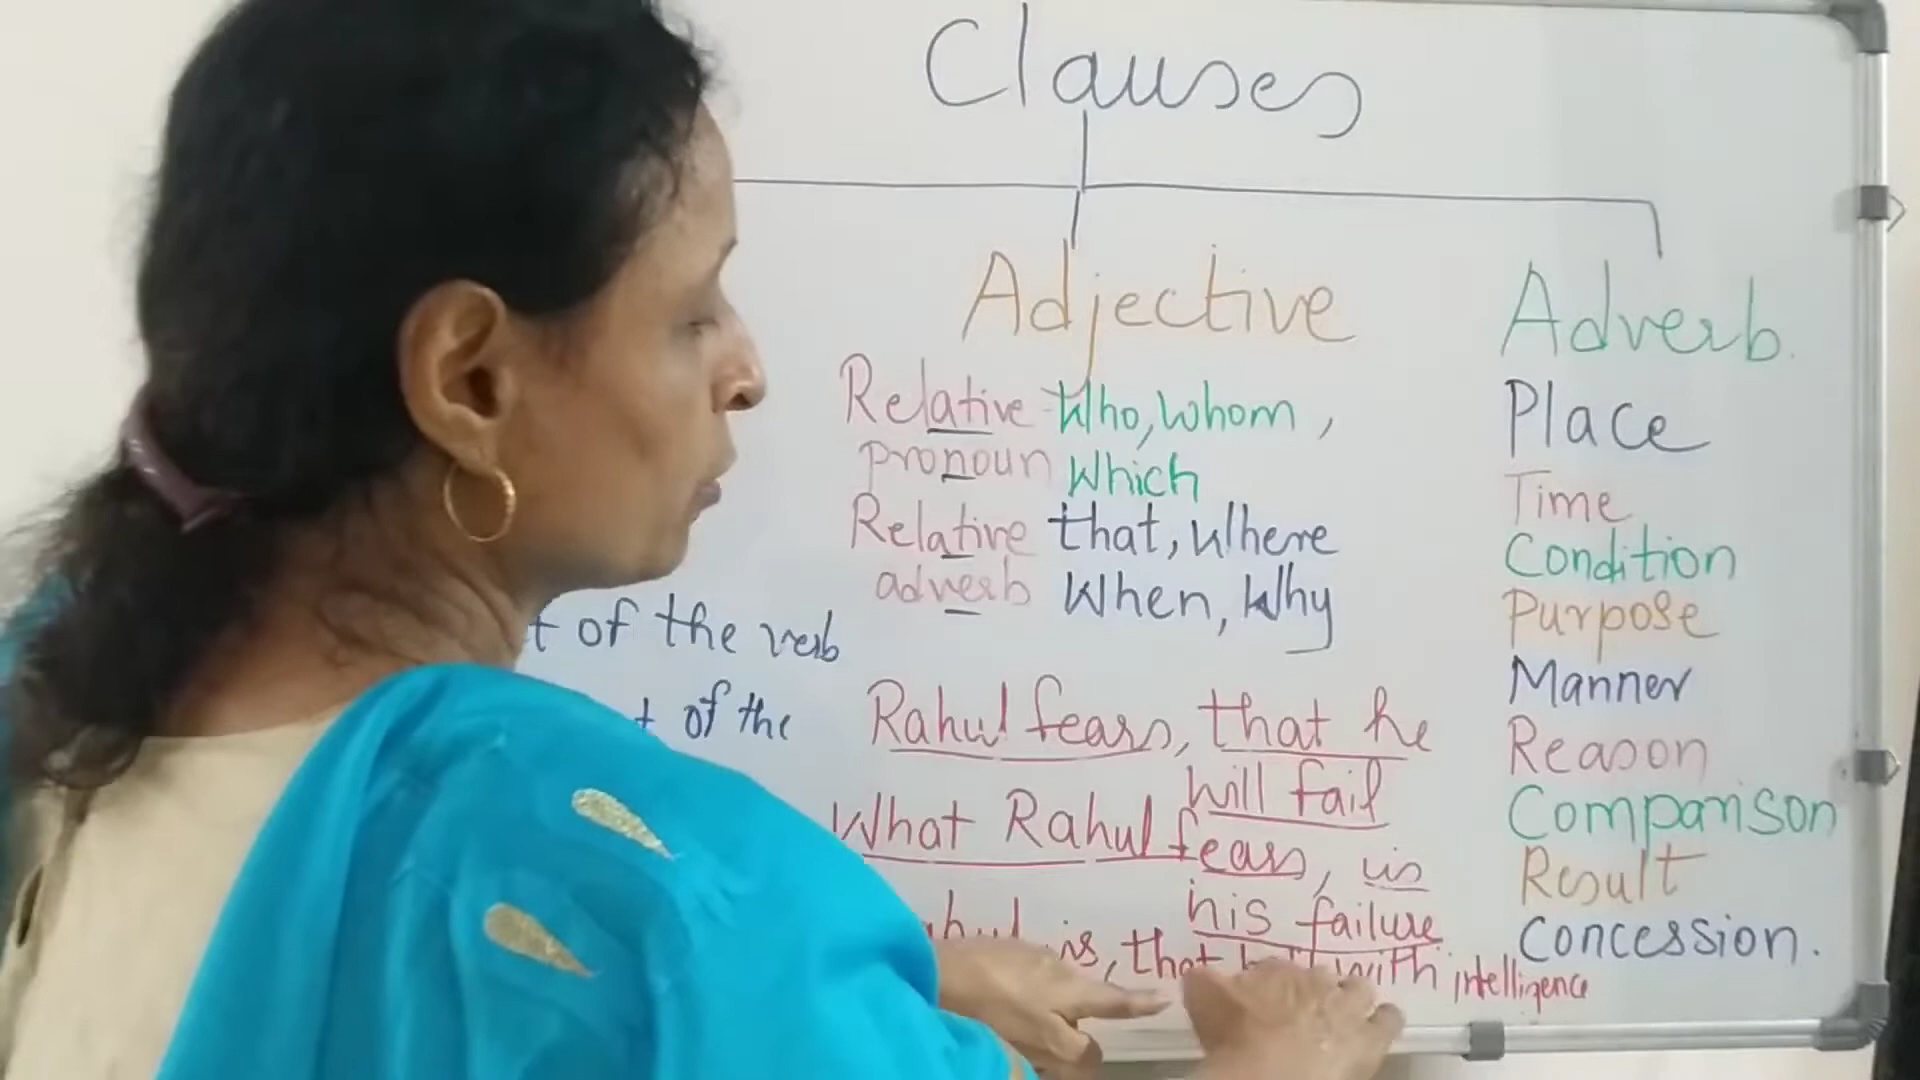 Clauses
Adjective
Relative Who, Whom,
pronoun Which
Relative that, Where
adverb When, Why
Adverb.
Place
Time
Condition
Purpose
Manner
Reason
Comparison
Result
Concession.
of the verb
of the
Rahul fears, that he
will fail
What Rahul fears, is
his failure
is, that with intelligence